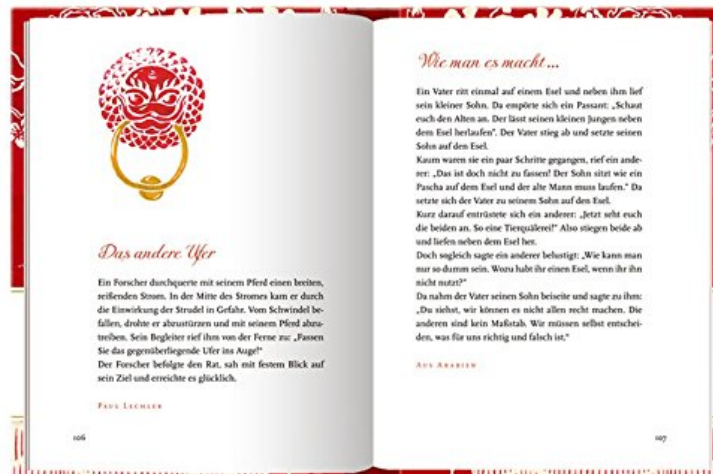 Das andere Ufer
Ein Forscher durchquerte mit seinem Pferd einen breiten,
reißenden Strom. In der Mitte des Stromes kam er durch
die Einwirkung der Strudel in Gefahr. Vom Schwindel be-
fallen, drohte er abzustürzen und mit seinem Pferd abzu-
treiben. Sein Begleiter rief ihm von der Ferne zu: „Fassen
Sie das gegenüberliegende Ufer ins Auge!“
Der Forscher befolgte den Rat, sah mit festem Blick auf
sein Ziel und erreichte es glücklich.
Paul Lechler
106
Wie man es macht ...
Ein Vater ritt einmal auf einem Esel und neben ihm lief
sein kleiner Sohn. Da empörte sich ein Passant: „Schaut
euch den Alten an. Der lässt seinen kleinen Jungen neben
dem Esel herlaufen“. Der Vater stieg ab und setzte seinen
Sohn auf den Esel.
Kaum waren sie ein paar Schritte gegangen, rief ein ande-
rer: „Das ist doch nicht zu fassen! Der Sohn sitzt wie ein
Pascha auf dem Esel und der alte Mann muss laufen.“ Da
setzte sich der Vater zu seinem Sohn auf den Esel.
Kurz darauf entrüstete sich ein anderer: „Jetzt seht euch
die beiden an. So eine Tierquälerei!“ Also stiegen beide ab
und liefen neben dem Esel her.
Doch sogleich sagte ein anderer belustigt: „Wie kann man
nur so dumm sein. Wozu habt ihr einen Esel, wenn ihr ihn
nicht nutzt?“
Da nahm der Vater seinen Sohn beiseite und sagte zu ihm:
„Du siehst, wir können es nicht allen recht machen. Die
anderen sind kein Maßstab. Wir müssen selbst entschei-
den, was für uns richtig und falsch ist.“
Aus Arabien
107